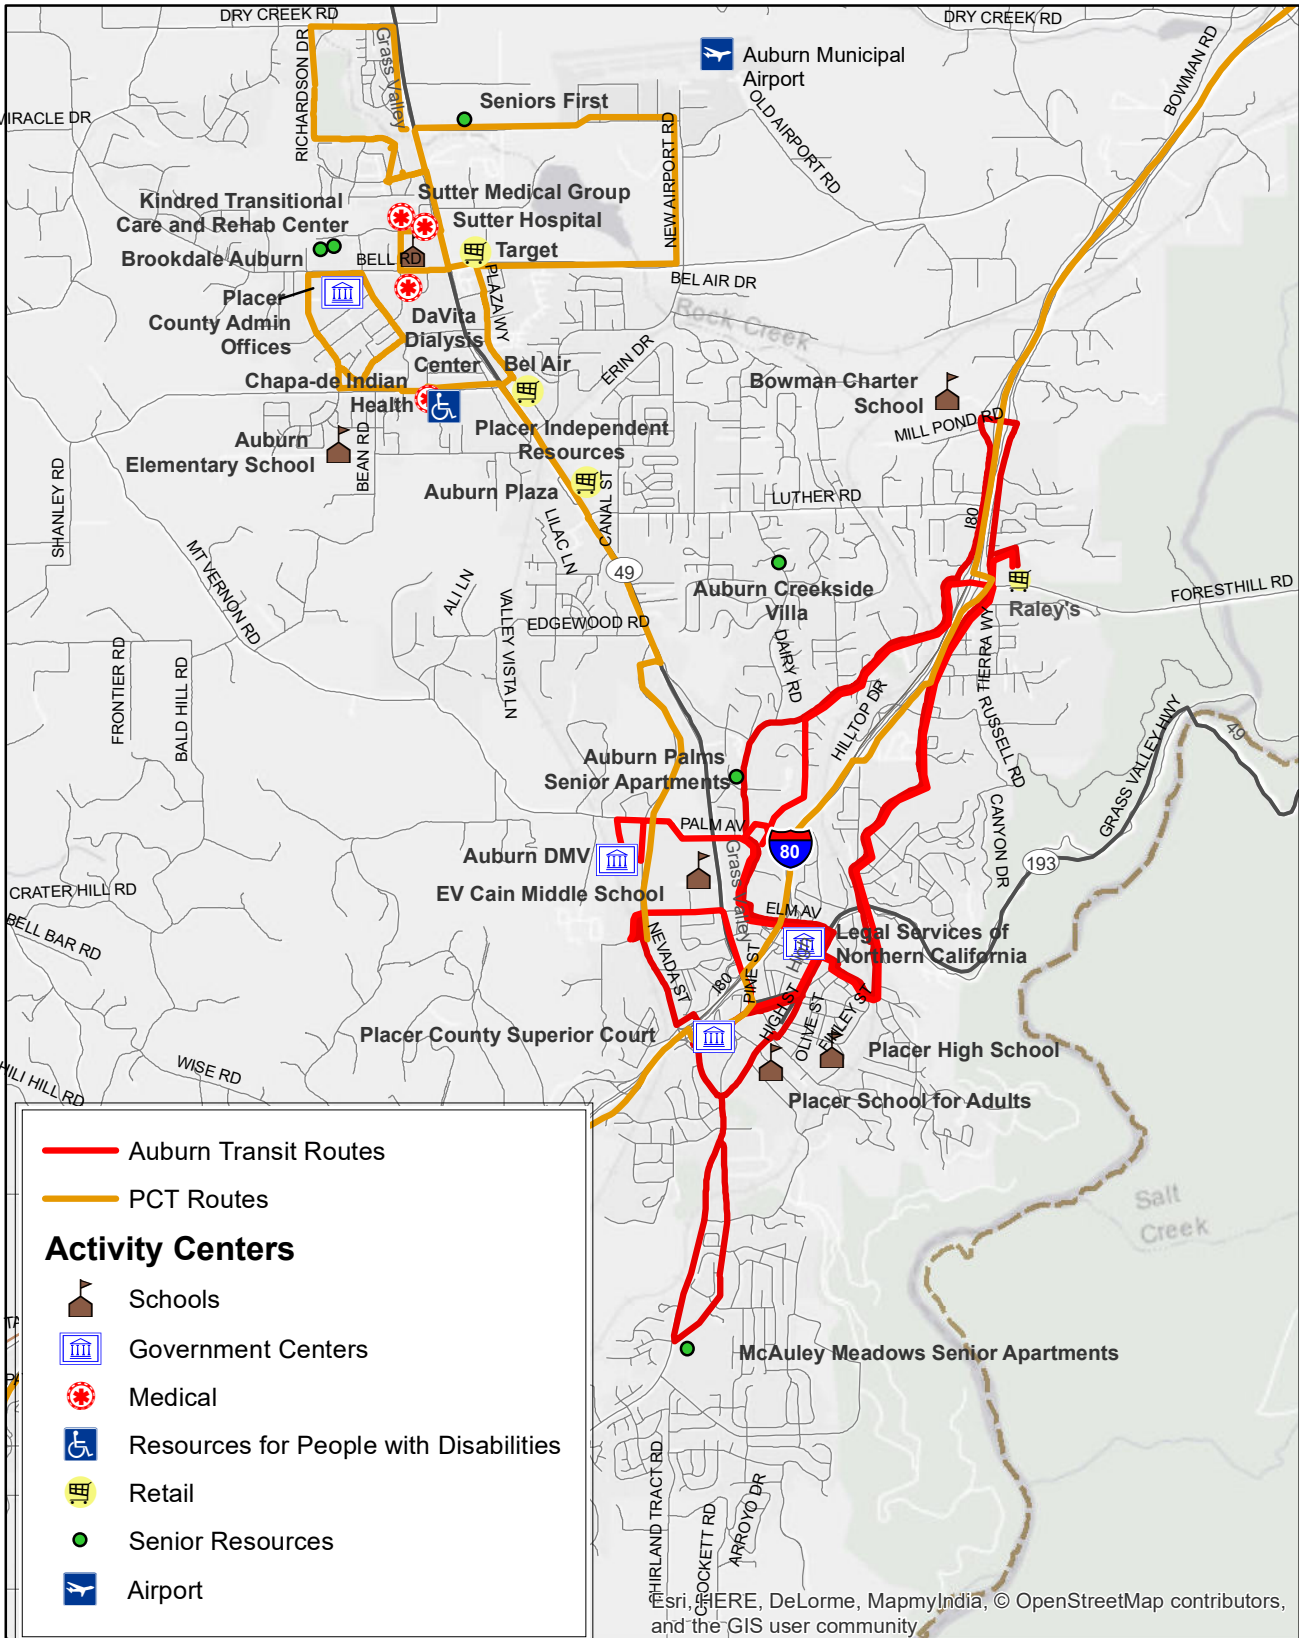 DRY CREEK RD
DRY CREEK RD
RICHARDSON DR
Grass Valley
BOWMAN RD
Auburn Municipal
Airport
OLD AIRPORT RD
Seniors First
MIRACLE DR
NEW AIRPORT RD
Kindred Transitional
Care and Rehab Center
Sutter Medical Group
Sutter Hospital
Brookdale Auburn
BELL RD
Target
BEL AIR DR
Placer
County Admin
Offices
PLAZA WY
Rock Creek
DaVita
Dialysis
Center
Bel Air
ERIN DR
Chapa-de Indian
Health
Bowman Charter
School
MILL POND RD
Auburn
Elementary School
BEAN RD
Placer Independent
Resources
Auburn Plaza
CANAL ST
LUTHER RD
SHANLEY RD
LILAC LN
I80
MT VERNON RD
49
Auburn Creekside
Villa
Raley's
FORESTHILL RD
ALI LN
VALLEY VISTA LN
EDGEWOOD RD
DAIRY RD
TIERRA WY
FRONTIER RD
BALD HILL RD
HILLTOP DR
RUSSELL RD
GRASS VALLEY HWY
49
Auburn Palms
Senior Apartments
CANYON DR
PALM AV
80
193
Auburn DMV
EV Cain Middle School
Grass Valley
CRATER HILL RD
BELL BAR RD
ELM AV
Legal Services of
Northern California
NEVADA ST
I80
PINE ST
HIGH ST
OLIVE ST
FINLEY ST
Placer County Superior Court
Placer High School
WISE RD
HILI HILL RD
Placer School for Adults
Auburn Transit Routes
PCT Routes
Activity Centers
Schools
Government Centers
Medical
Resources for People with Disabilities
Retail
Senior Resources
Airport
Salt
Creek
McAuley Meadows Senior Apartments
SHIRLAND TRACT RD
CROCKETT RD
ARROYO DR
Esri, HERE, DeLorme, MapmyIndia, © OpenStreetMap contributors,
and the GIS user community